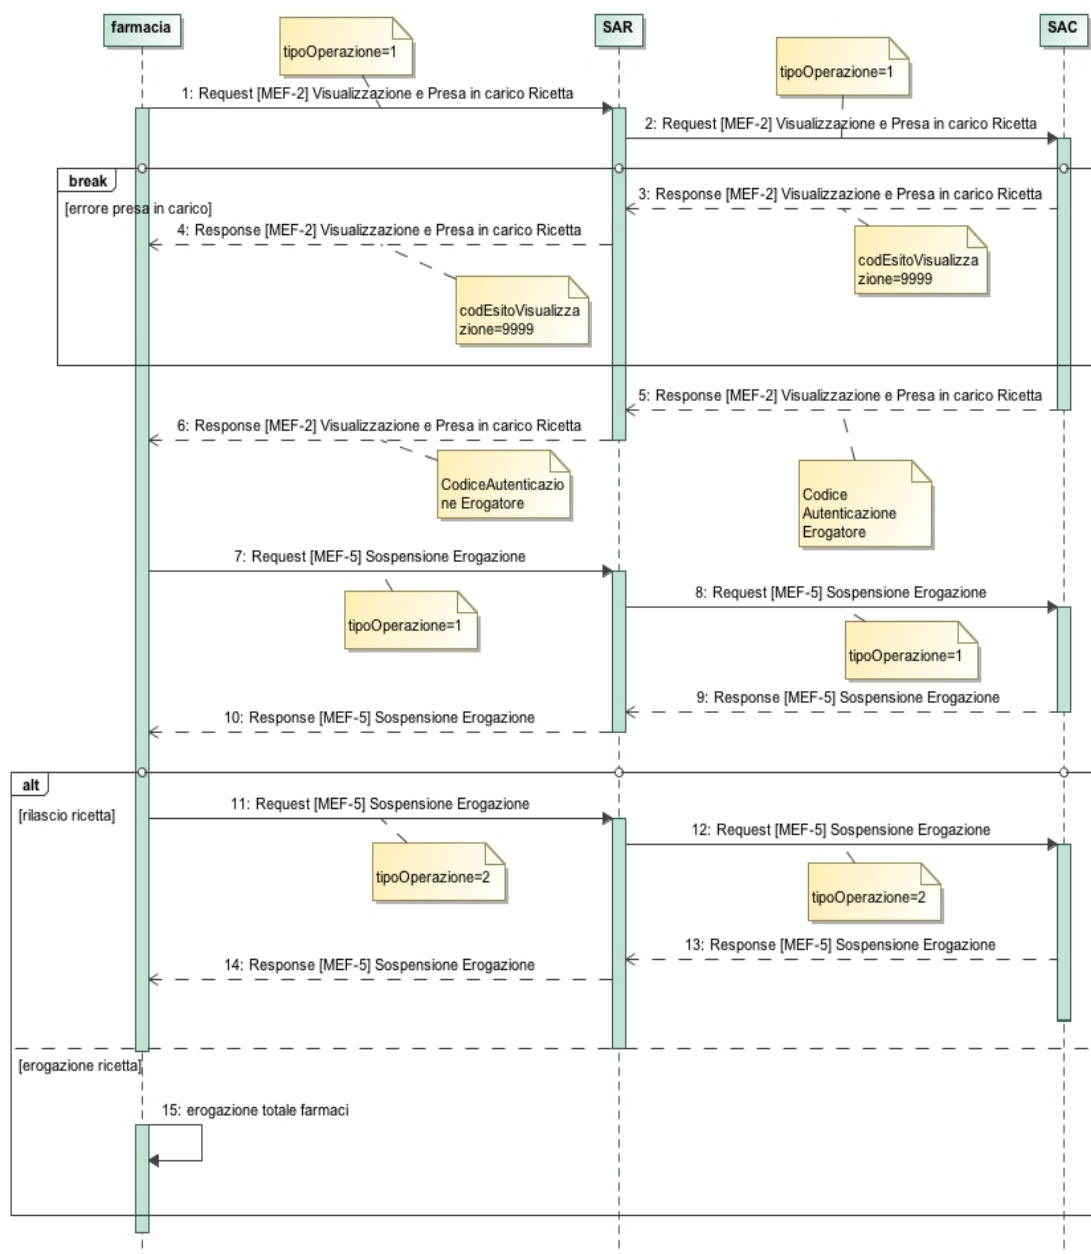 farmacia
SAR
SAC
tipoOperazione=1
tipoOperazione=1
1: Request [MEF-2] Visualizzazione e Presa in carico Ricetta
2: Request [MEF-2] Visualizzazione e Presa in carico Ricetta
break
[errore presa in carico]
3: Response [MEF-2] Visualizzazione e Presa in carico Ricetta
4: Response [MEF-2] Visualizzazione e Presa in carico Ricetta
codEsitoVisualizza
zione=9999
codEsitoVisualizza
zione=9999
5: Response [MEF-2] Visualizzazione e Presa in carico Ricetta
6: Response [MEF-2] Visualizzazione e Presa in carico Ricetta
CodiceAutenticazio
ne Erogatore
Codice
Autenticazione
Erogatore
7: Request [MEF-5] Sospensione Erogazione
8: Request [MEF-5] Sospensione Erogazione
tipoOperazione=1
tipoOperazione=1
9: Response [MEF-5] Sospensione Erogazione
10: Response [MEF-5] Sospensione Erogazione
alt
[rilascio ricetta]
11: Request [MEF-5] Sospensione Erogazione
12: Request [MEF-5] Sospensione Erogazione
tipoOperazione=2
tipoOperazione=2
13: Response [MEF-5] Sospensione Erogazione
14: Response [MEF-5] Sospensione Erogazione
[erogazione ricetta]
15: erogazione totale farmaci